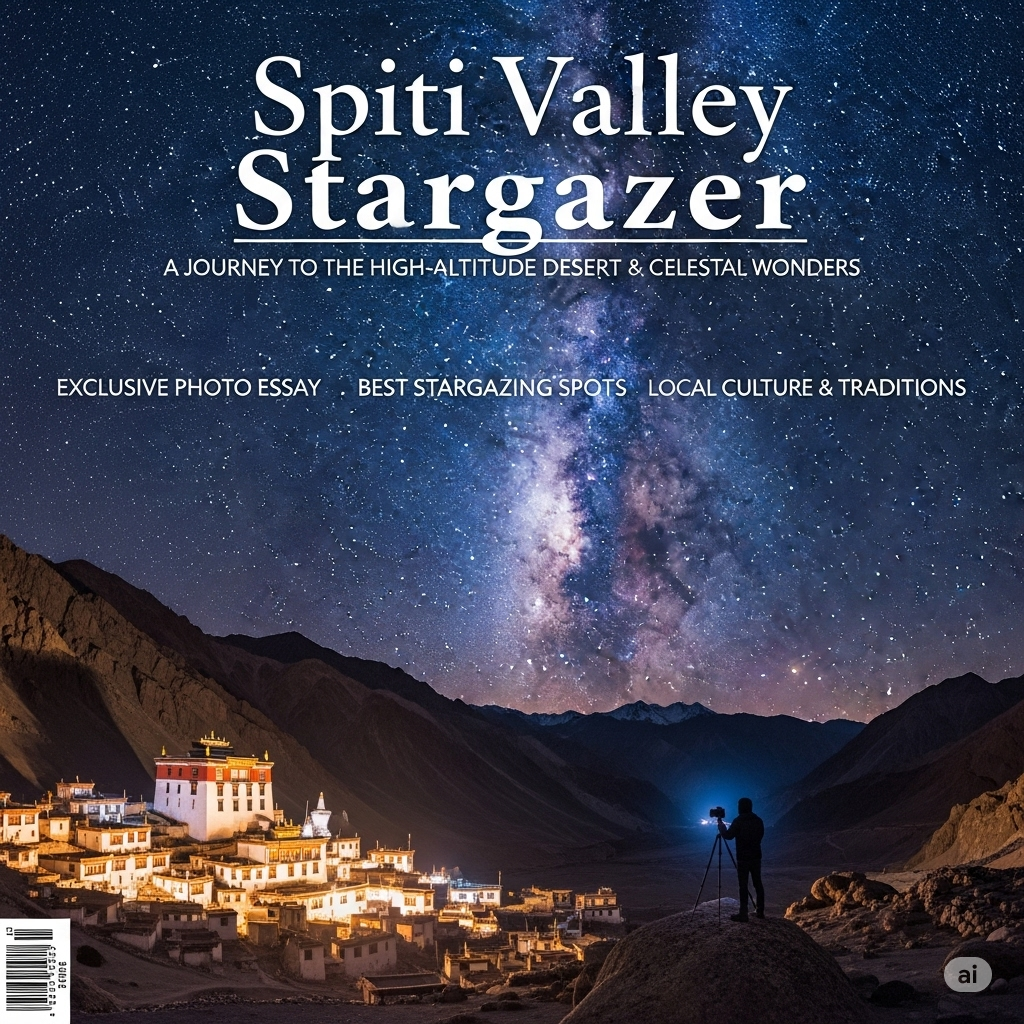 Spiti Valley
Stargazer
A JOURNEY TO THE HIGH-ALTITUDE DESERT & CELESTAL WONDERS
EXCLUSIVE PHOTO ESSAY . BEST STARGAZING SPOTS LOCAL CULTURE & TRADITIONS
ai